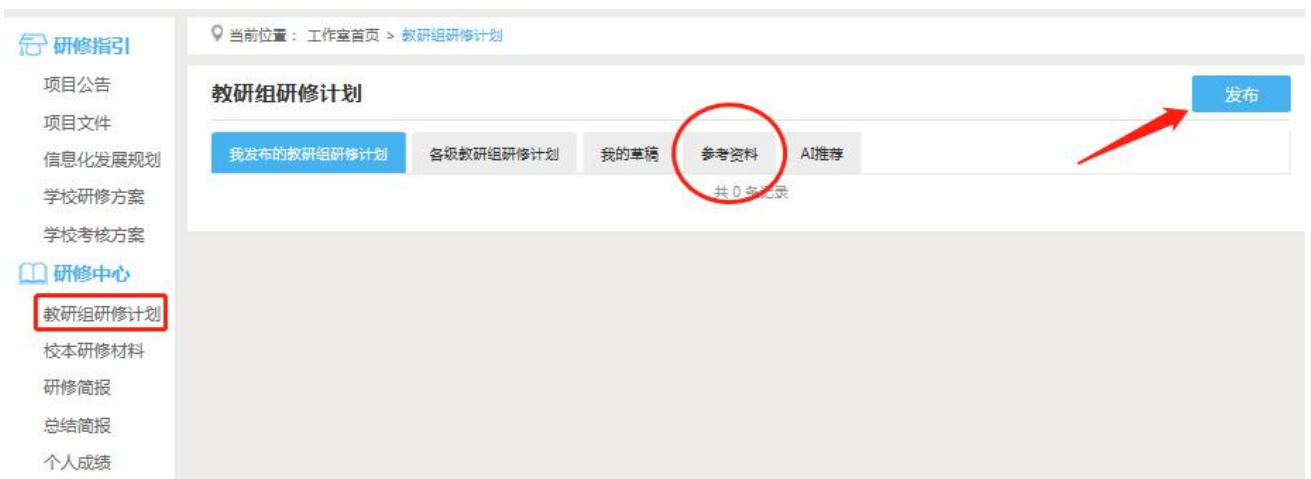 研修指引
项目公告
项目文件
信息化发展规划
学校研修方案
学校考核方案
研修中心
教研组研修计划
校本研修材料
研修简报
总结简报
个人成绩
当前位置： 工作室首页 > 教研组研修计划
教研组研修计划
发布
我发布的教研组研修计划 各级教研组研修计划 我的草稿 参考资料 AI推荐
共 0 条记录